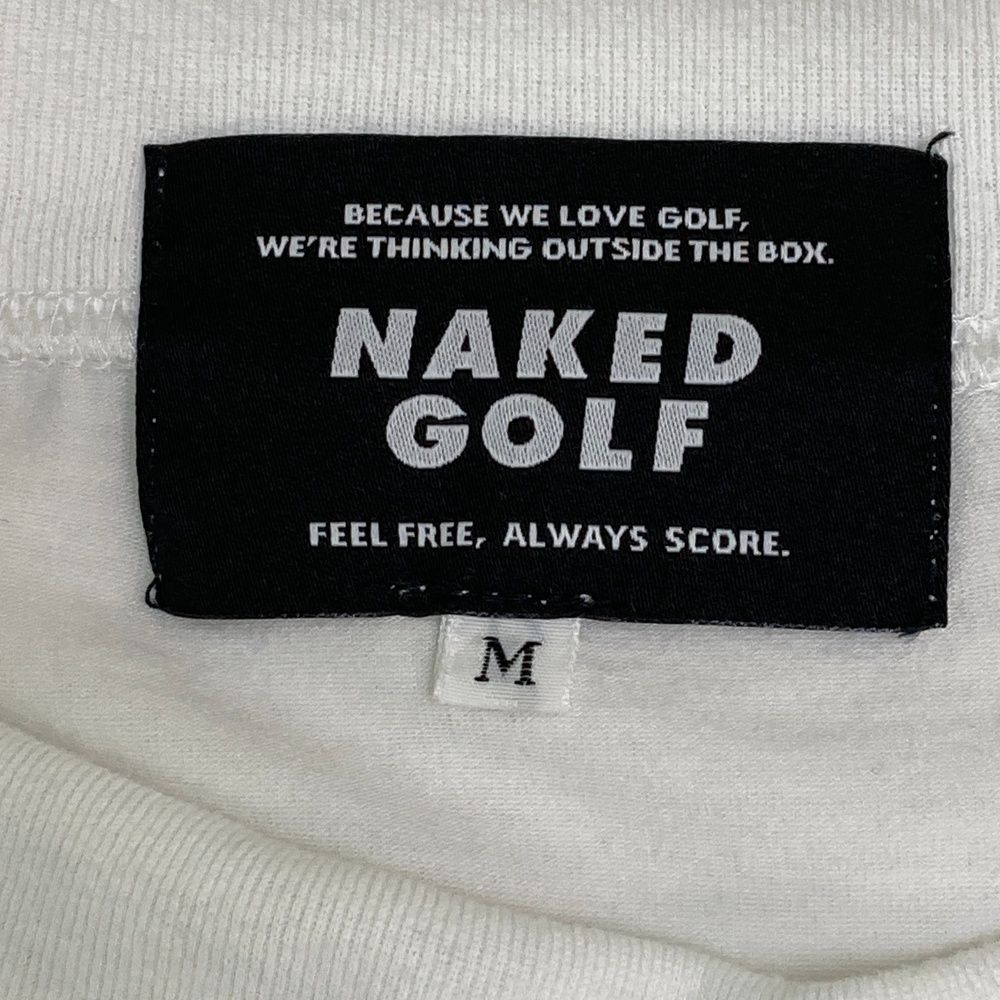 BECAUSE WE LOVE GOLF,
WE'RE THINKING OUTSIDE THE BOX.
NAKED
GOLF
FEEL FREE, ALWAYS SCORE.
M